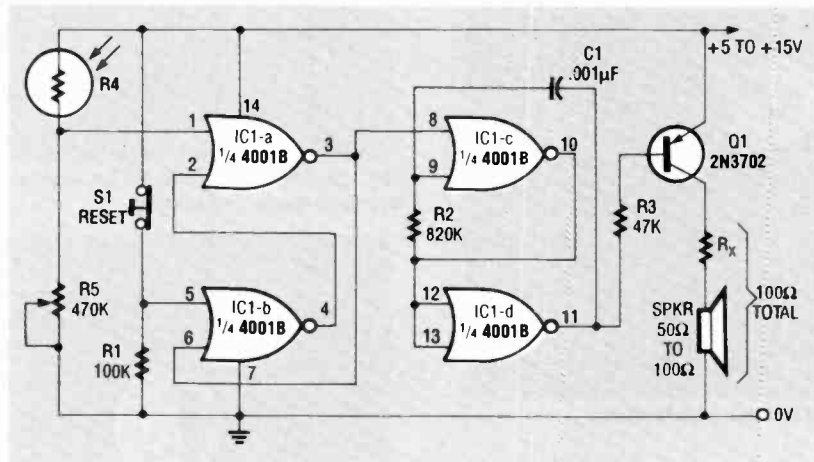 R4
14
1
2
IC1-a
1/4 4001B
3
S1
RESET
R5
470K
R1
100K
5
6
IC1-b
1/4 4001B
4
7
C1
.001µF
8
9
IC1-c
1/4 4001B
10
R2
820K
12
13
IC1-d
1/4 4001B
11
R3
47K
+5 TO +15V
Q1
2N3702
RX
SPKR
50Ω
TO
100Ω
100Ω
TOTAL
0V